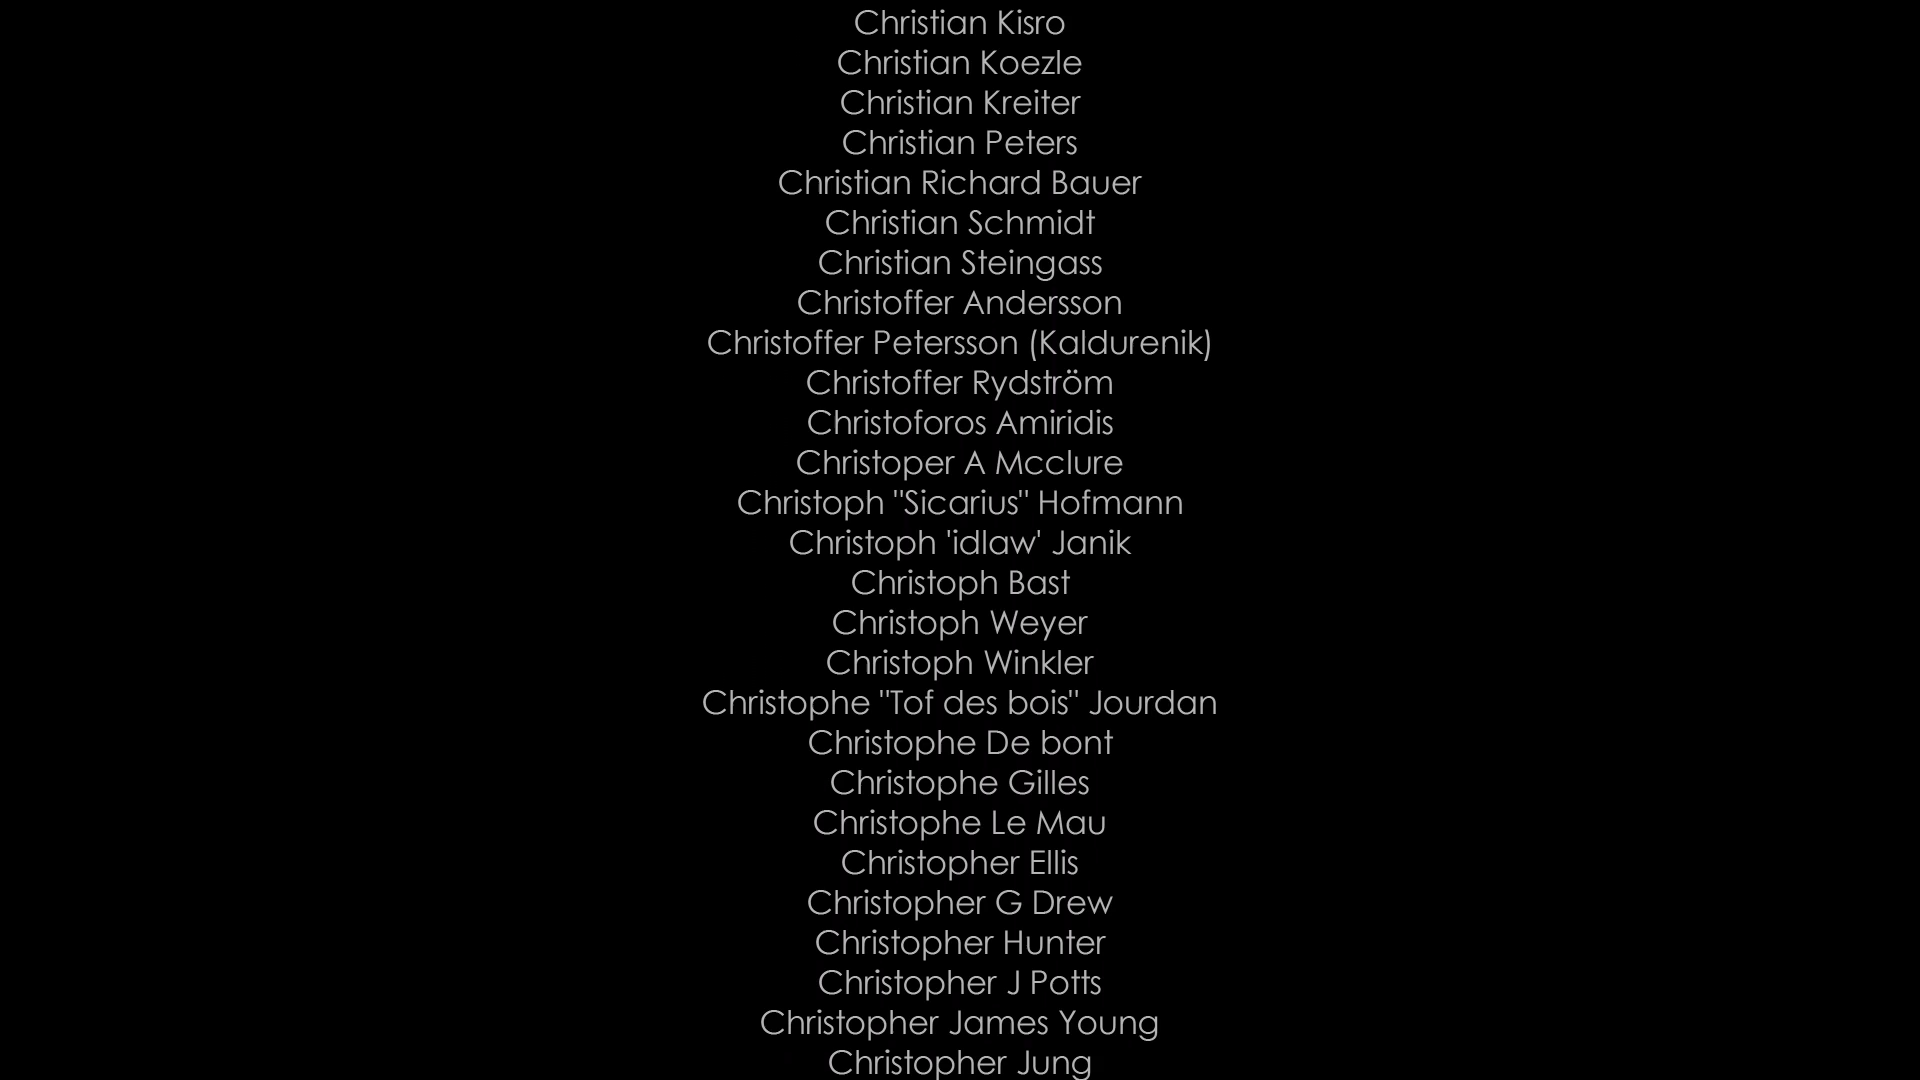 Christian Kisro
Christian Koezle
Christian Kreiter
Christian Peters
Christian Richard Bauer
Christian Schmidt
Christian Steingass
Christoffer Andersson
Christoffer Petersson (Kaldurenik)
Christoffer Rydström
Christoforos Amiridis
Christoper A Mcclure
Christoph "Sicarius" Hofmann
Christoph 'idlaw' Janik
Christoph Bast
Christoph Weyer
Christoph Winkler
Christophe "Tof des bois" Jourdan
Christophe De bont
Christophe Gilles
Christophe Le Mau
Christopher Ellis
Christopher G Drew
Christopher Hunter
Christopher J Potts
Christopher James Young
Christopher Jung